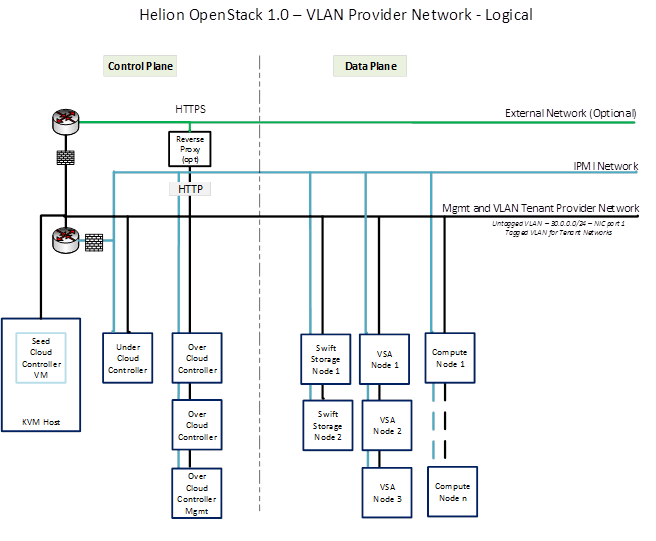 Helion OpenStack 1.0 – VLAN Provider Network - Logical
Control Plane
Data Plane
HTTPS
External Network (Optional)
Reverse
Proxy
(opt)
IPMI Network
HTTP
Mgmt and VLAN Tenant Provider Network
Untagged VLAN – 30.0.0.0/24 – NIC port 1
Tagged VLAN for Tenant Networks
Seed
Cloud
Controller
VM
KVM Host
Under
Cloud
Controller
Over
Cloud
Controller
Swift
Storage
Node 1
VSA
Node 1
Compute
Node 1
Over
Cloud
Controller
Swift
Storage
Node 2
VSA
Node 2
Over
Cloud
Controller
Mgmt
VSA
Node 3
Compute
Node n